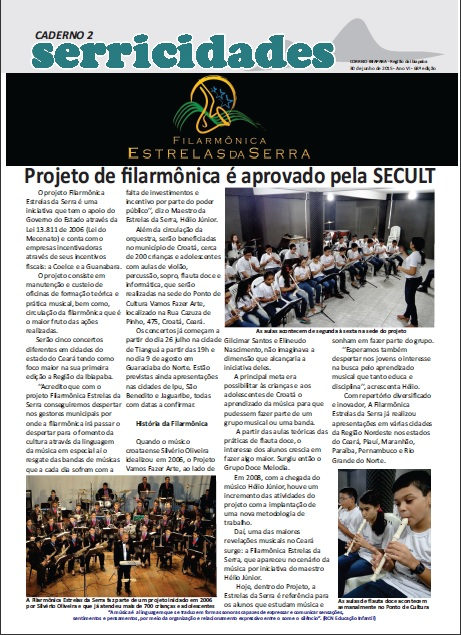 CADERNO 2
serricidades
CORREIO IBIAPABA - Região da Ibiapaba
30 de junho de 2015 - Ano VI - 669 edição
FILARMÔNICA
ESTRELAS DA SERRA
Projeto de filarmônica é aprovado pela SECULT
O projeto Filarmônica
Estrelas da Serra é uma
iniciativa que tem o apoio do
Governo do Estado através da
Lei 13.811 de 2006 (Lei do
Mecenato) e conta com
empresas incentivadoras
através de seus incentivos
fiscais: a Coelce e a Guanabara.
O projeto consiste em
manutenção e custeio de
oficinas de formação teórica e
prática musical, bem como,
circulação da filarmônica que é
o maior fruto das ações
realizadas.
Serão cinco concertos
diferentes em cidades do
estado do Ceará tendo como
foco maior na sua primeira
edição a Região da Ibiapaba.
"Acredito que com o
projeto Filarmônica Estrelas da
Serra conseguiremos despertar
nos gestores municipais por
onde a filarmônica irá passar o
despertar para o fomento da
cultura através da linguagem
da música em especial ao
resgate das bandas de músicas
que a cada dia sofrem com a
falta de investimentos e
incentivo por parte do poder
público", diz o Maestro da
Estrelas da Serra, Hélio Júnior.
Além da circulação da
orquestra, serão beneficiadas
no município de Croatá, cerca
de 200 crianças e adolescentes
com aulas de violão,
percussão, sopro, flauta doce e
informática, que serão
realizadas na sede do Ponto de
Cultura Vamos Fazer Arte,
localizado na Rua Cazuza de
Pinho, 475, Croatá, Ceará.
Os concertos já começam a
partir do dia 26 julho na cidade
de Tianguá a partir das 19h e
no dia 9 de agosto em
Guaraciaba do Norte. Estão
previstas ainda apresentações
nas cidades de Ipu, São
Benedito e Jaguaribe, todas
com datas a confirmar.
História da Filarmônica
Quando o músico
croataense Silvério Oliveira
idealizou em 2006, o Projeto
Vamos Fazer Arte, ao lado de
As aulas acontecem de segunda à sexta na sede do projeto
Gilcimar Santos e Elineudo
Nascimento, não imaginava a
dimensão que alcançaria a
iniciativa deles.
A principal meta era
possibilitar às crianças e aos
adolescentes de Croatá o
aprendizado da música para que
pudessem fazer parte de um
grupo musical ou uma banda.
A partir das aulas teóricas das
práticas de flauta doce, o
interesse dos alunos crescia em
fazer algo maior. Surgiu então o
Grupo Doce Melodia.
Em 2008, com a chegada do
músico Hélio Júnior, houve um
incremento das atividades do
projeto com a implantação de
uma nova metodologia de
trabalho.
Daí, uma das maiores
revelações musicais no Ceará
surge: a Filarmônica Estrelas da
Serra, que apareceu no cenário da
música por iniciativa do maestro
Hélio Júnior.
Hoje, dentro do Projeto, a
Estrelas da Serra é referência para
os alunos que estudam música e
sonham em fazer parte do grupo.
"Esperamos também
despertar nos jovens o interesse
na busca pelo aprendizado
musical que tanto educa e
disciplina", acrescenta Hélio.
Com repertório diversificado
e inovador, A Filarmônica
Estrelas da Serra já realizou
apresentações em várias cidades
da Região Nordeste nos estados
do Ceará, Piauí, Maranhão,
Paraíba, Pernambuco e Rio
Grande do Norte.
A Filarmônica Estrelas da Serra faz parte de um projeto iniciado em 2006
por Silvério Oliveira e que já atendeu mais de 700 crianças e adolescentes
As aulas de flauta doce acontecem
semanalmente no Ponto de Cultura
"A música é a linguagem que se traduz em formas sonoras capazes de expressar e comunicar sensações,
sentimentos e pensamentos, por meio da organização e relacionamento expressivo entre o som e o silêncio". (RCN Educação Infantil)